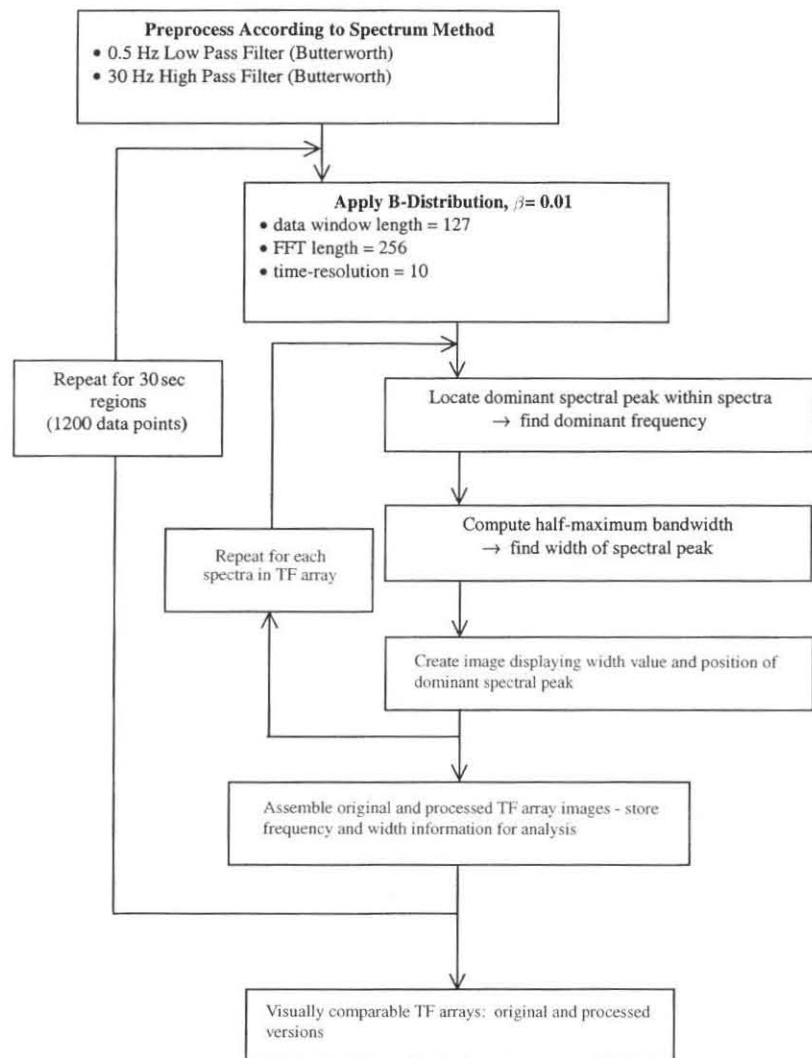 Preprocess According to Spectrum Method
• 0.5 Hz Low Pass Filter (Butterworth)
• 30 Hz High Pass Filter (Butterworth)
Apply B-Distribution, β= 0.01
• data window length = 127
• FFT length = 256
• time-resolution = 10
Repeat for 30 sec
regions
(1200 data points)
Locate dominant spectral peak within spectra
→ find dominant frequency
Compute half-maximum bandwidth
→ find width of spectral peak
Repeat for each
spectra in TF array
Create image displaying width value and position of
dominant spectral peak
Assemble original and processed TF array images - store
frequency and width information for analysis
Visually comparable TF arrays: original and processed
versions